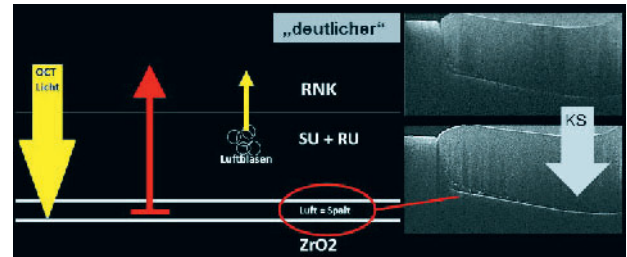 „deutlicher“
OCT
Licht
RNK
SU + RU
Luftblasen
Luft = Spalt
ZrO2
KS